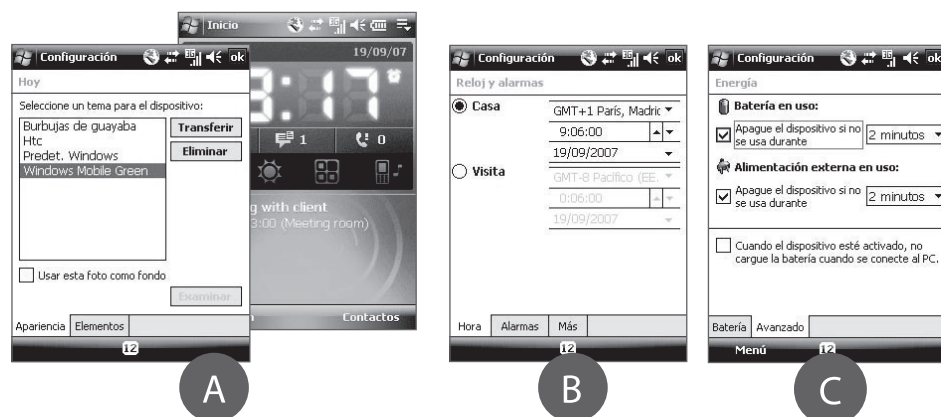 Inicio
19/09/07
3:17
1
0
g with client
3:00 (Meeting room)
Contactos
Configuración
ok
Hoy
Seleccione un tema para el dispositivo:
Burbujas de guayaba
Htc
Predet. Windows
Windows Mobile Green
Transferir
Eliminar
Usar esta foto como fondo
Examinar
Apariencia Elementos
12
A
Configuración
ok
Reloj y alarmas
Casa
GMT+1 París, Madric
9:06:00
19/09/2007
Visita
GMT-8 Pacífico (EE.
0:06:00
19/09/2007
Hora Alarmas Más
12
B
Configuración
ok
Energía
Batería en uso:
Apague el dispositivo si no
se usa durante
2 minutos
Alimentación externa en uso:
Apague el dispositivo si no
se usa durante
2 minutos
Cuando el dispositivo esté activado, no
cargue la batería cuando se conecte al PC.
Batería Avanzado
Menú
12
C